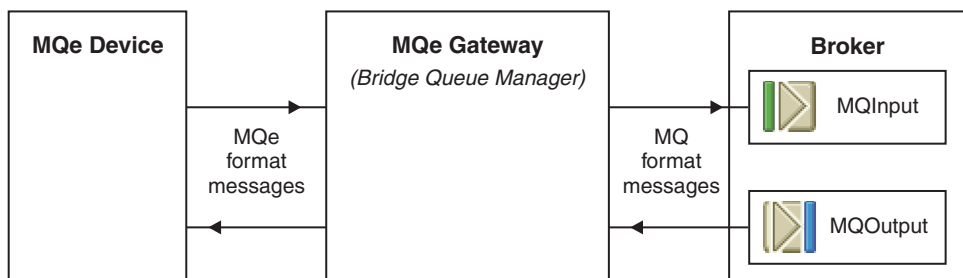 MQe Device
MQe Gateway
(Bridge Queue Manager)
Broker
MQInput
MQe
format
messages
MQ
format
messages
MQOutput